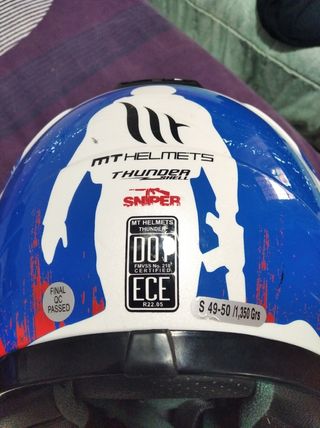 MT HELMETS
THUNDER
SNIPER
MT HELMETS
THUNDER
DOT
FMVSS No. 218
CERTIFIED
ECE
R22.05
FINAL
QC
PASSED
S 49-50 /1,350 Grs